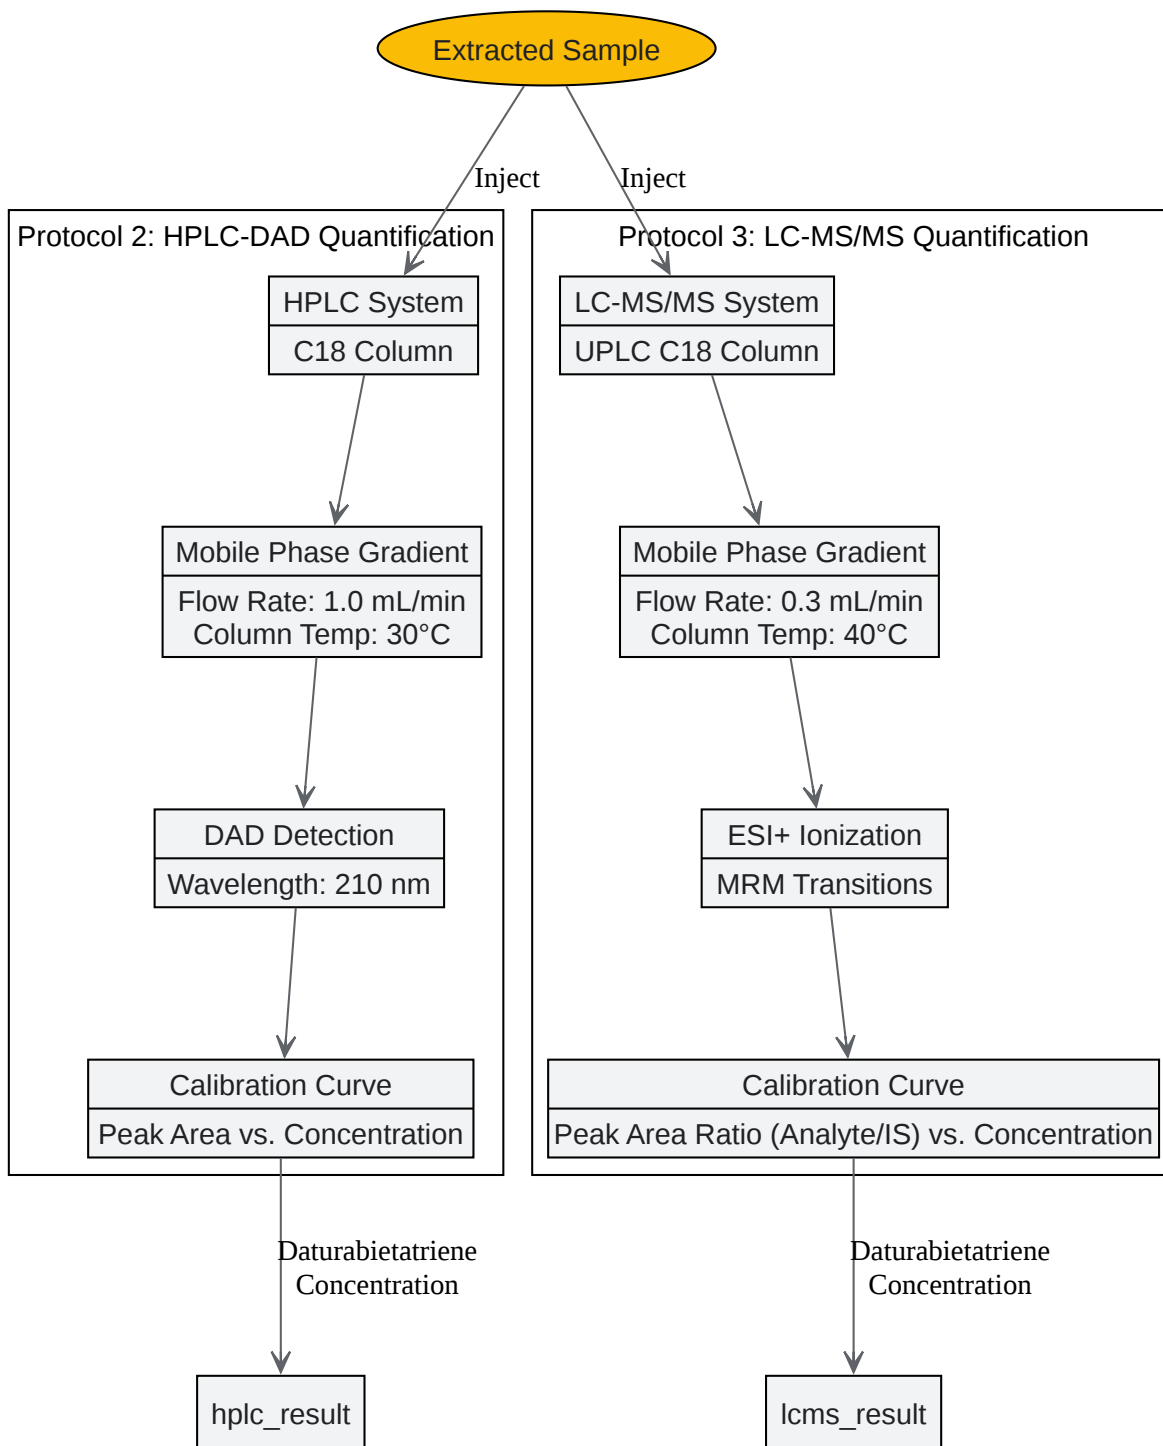 Extracted Sample
Inject
Inject
Protocol 2: HPLC-DAD Quantification
HPLC System
C18 Column
Mobile Phase Gradient
Flow Rate: 1.0 mL/min
Column Temp: 30°C
DAD Detection
Wavelength: 210 nm
Calibration Curve
Peak Area vs. Concentration
Daturabietatriene
Concentration
hplc_result
Protocol 3: LC-MS/MS Quantification
LC-MS/MS System
UPLC C18 Column
Mobile Phase Gradient
Flow Rate: 0.3 mL/min
Column Temp: 40°C
ESI+ Ionization
MRM Transitions
Calibration Curve
Peak Area Ratio (Analyte/IS) vs. Concentration
Daturabietatriene
Concentration
lcms_result